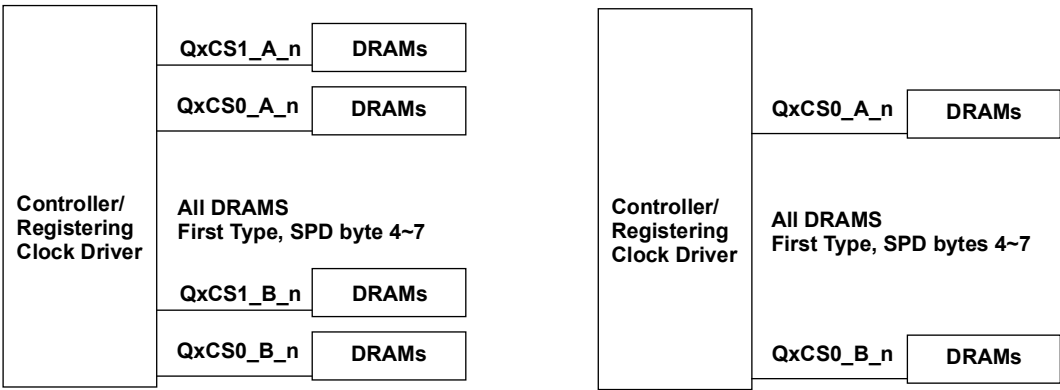 QxCS1_A_n
DRAMs
QxCS0_A_n
DRAMs
Controller/
Registering
Clock Driver
All DRAMS
First Type, SPD byte 4~7
QxCS1_B_n
DRAMs
QxCS0_B_n
DRAMs
QxCS0_A_n
DRAMs
Controller/
Registering
Clock Driver
All DRAMS
First Type, SPD bytes 4~7
QxCS0_B_n
DRAMs